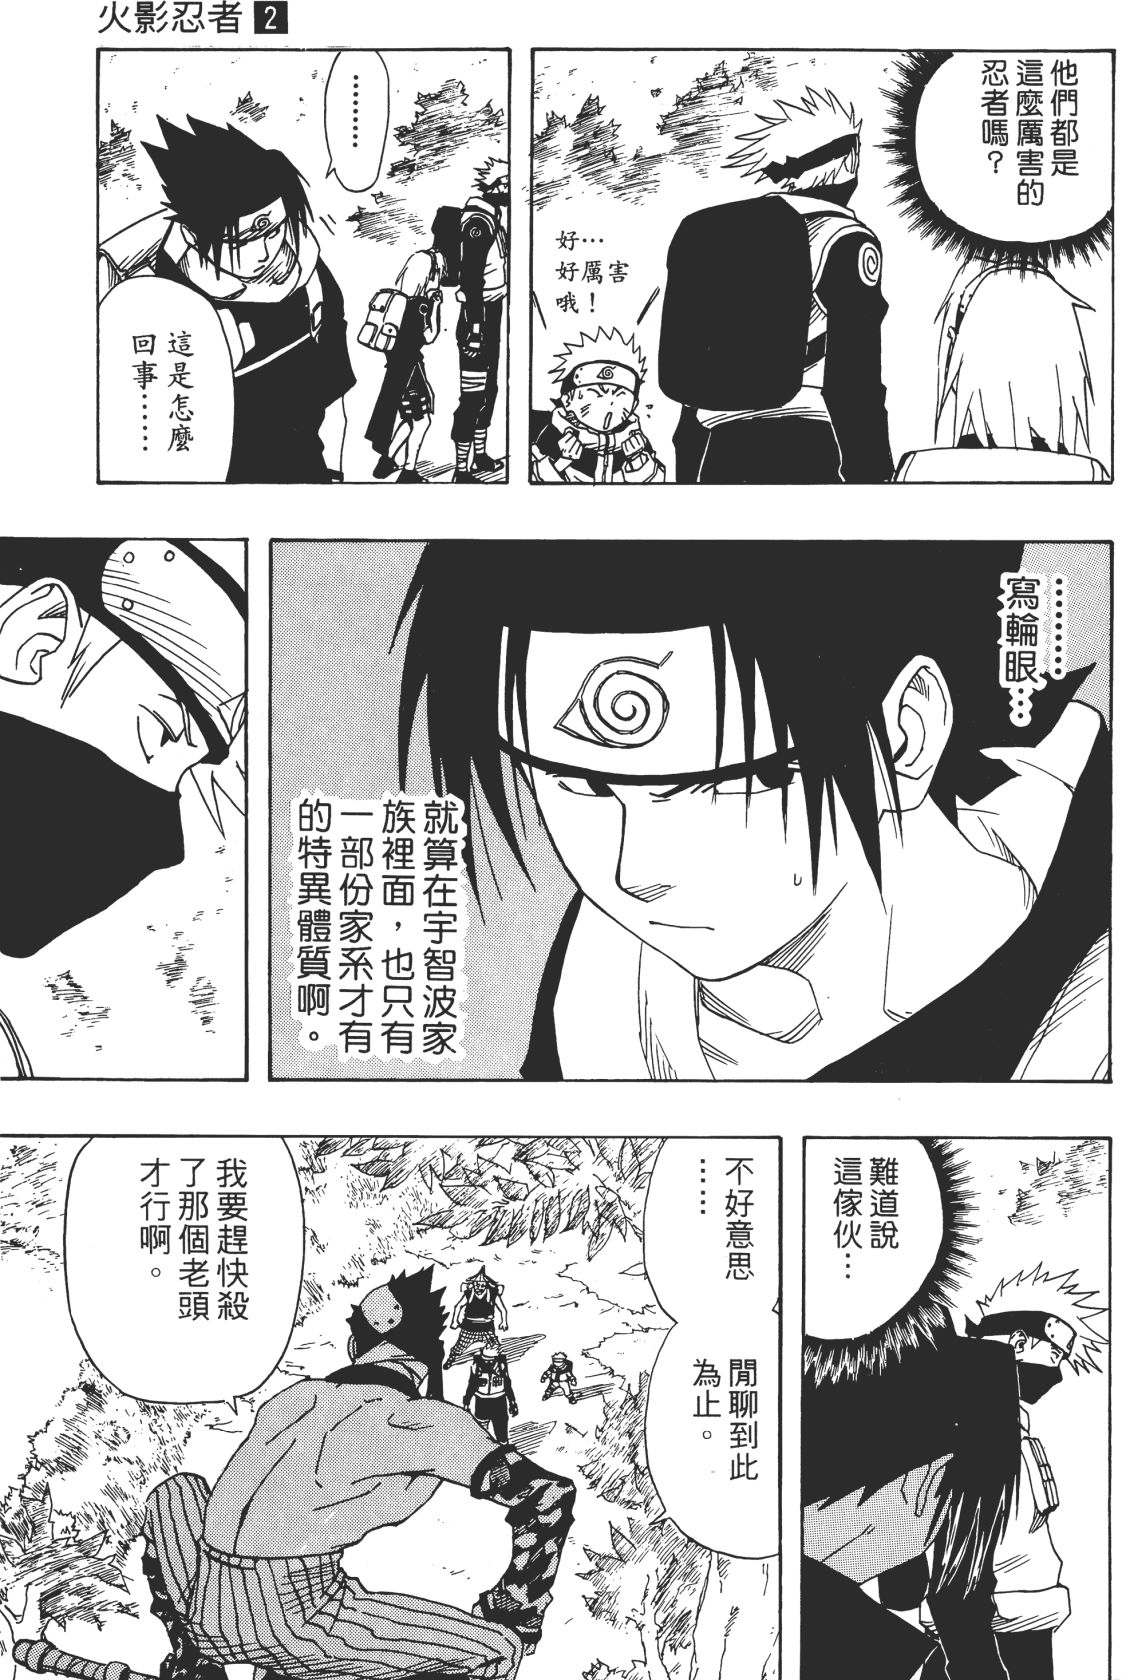 火影忍者 2
他們都是
這麼厲害的
忍者嗎？
好…
好厲害
哦！
………
這是怎麼
回事……
………
寫輪眼…
就算在宇智波家
族裡面，也只有
一部份家系才有
的特異體質啊。
難道說
這傢伙…
不好意思
……
閒聊到此
為止。
我要趕快殺
了那個老頭
才行啊。